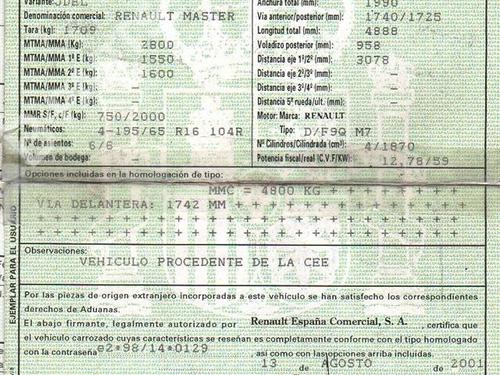 Variante: JDEL
Denominación comercial: RENAULT MASTER
Tara (kg): 1709
MTMA/MMA (Kg): 2800
MTMA/MMA 1º E (kg) 1550
MTMA/MMA 2º E (kg) 1600
MTMA/MMA 3º E (kg) –
MTMA/MMA 4º E (kg) –
MMR S/F, c/F (kg): 750/2000
Neumáticos: 4-195/65 R16 104R
Nº de asientos: 6/6
Volumen de bodega: –
Anchura total (mm): 1990
Vía anterior/posterior (mm): 1740/1725
Longitud total (mm): 4888
Voladizo posterior (mm): 958
Distancia eje 1º/2º (mm): 3078
Distancia eje 2º/3º (mm): –
Distancia eje 3º/4º (mm): –
Distancia 5ª rueda/ult. (mm): –
Motor: Marca: RENAULT
Tipo: D/F9Q M7
Nº Cilindros/Cilindrada (cm³): 4/1870
Potencia fiscal/real (C.V.F/KW): 12,78/59
Opciones incluidas en la homologación de tipo:
MMC = 4800 KG + + + + + + +
VIA DELANTERA: 1742 MM + + + + + + + + + + +
Observaciones:
VEHICULO PROCEDENTE DE LA CEE
Por las piezas de origen extranjero incorporadas a este vehículo se han satisfecho los correspondientes
derechos de Aduanas.
El abajo firmante, legalmente autorizado por Renault España Comercial, S. A. , certifica que
el vehículo carrozado cuyas características se reseñan es completamente conforme con el tipo homologado
con la contraseña e2*98/14*0129 , así como con las opciones arriba incluidas.
13 de AGOSTO de 2001
EJEMPLAR PARA EL USUARIO